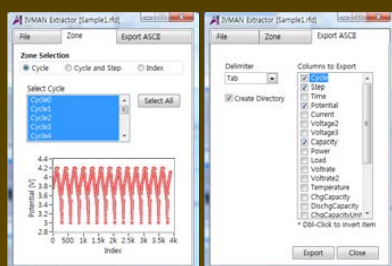 IVMAN Extractor [Sample1.rfd]
File Zone Export ASCII
Zone Selection
Cycle Cycle and Step Index
Select Cycle
Cycle0
Cycle1
Cycle2
Cycle3
Cycle4
Select All
Potential [V]
4.4
4.2
4
3.8
3.6
3.4
3.2
3
2.8
0 500 1k 1.5k 2k 2.5k 3k 3.5k 4k
Index
IVMAN Extractor [Sample1.rfd]
File Zone Export ASCII
Delimiter
Tab
Create Directory
Columns to Export
Cycle
Step
Time
Potential
Current
Voltage2
Voltage3
Capacity
Power
Load
Voltrate
Voltrate2
Temperature
ChgCapacity
DischgCapacity
ChgCapacityUnit
* Dbl-Click to Invert Item
Export Close